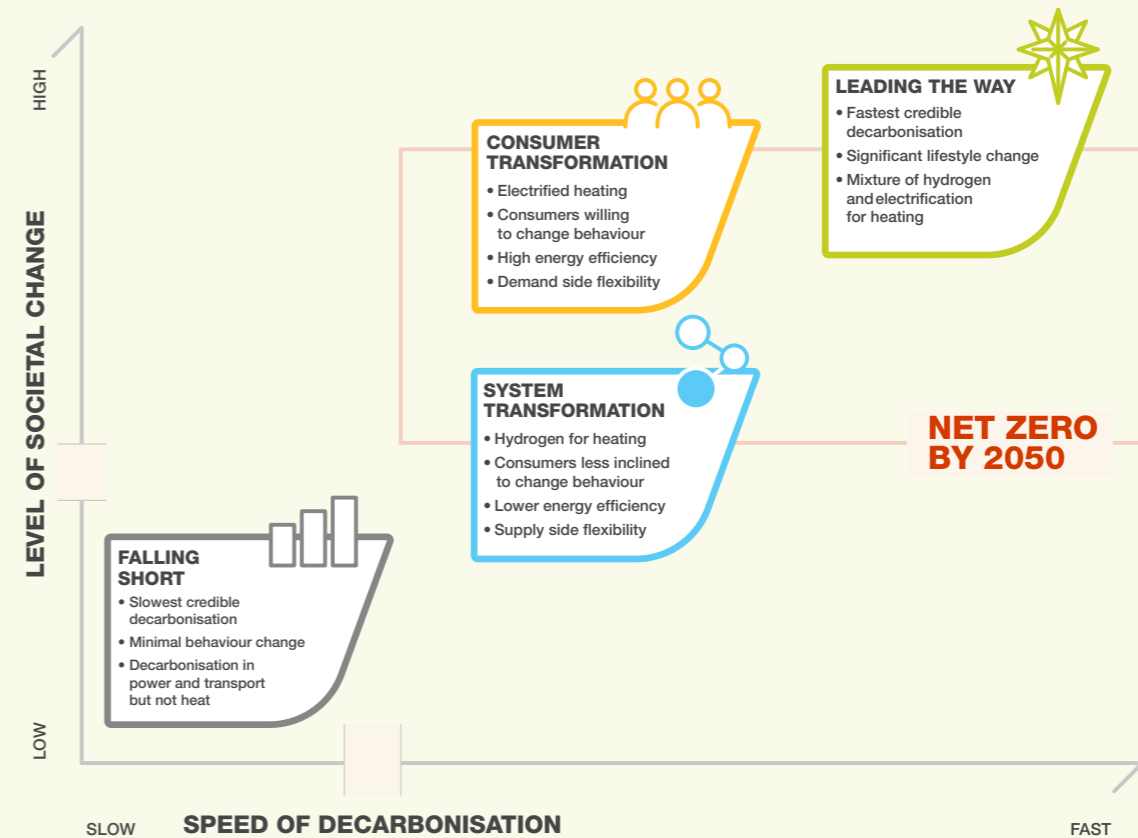 HIGH
LEVEL OF SOCIETAL CHANGE
LOW
LEADING THE WAY
• Fastest credible
decarbonisation
• Significant lifestyle change
• Mixture of hydrogen
and electrification
for heating
CONSUMER
TRANSFORMATION
• Electrified heating
• Consumers willing
to change behaviour
• High energy efficiency
• Demand side flexibility
SYSTEM
TRANSFORMATION
• Hydrogen for heating
• Consumers less inclined
to change behaviour
• Lower energy efficiency
• Supply side flexibility
NET ZERO
BY 2050
FALLING
SHORT
• Slowest credible
decarbonisation
• Minimal behaviour change
• Decarbonisation in
power and transport
but not heat
SLOW
SPEED OF DECARBONISATION
FAST